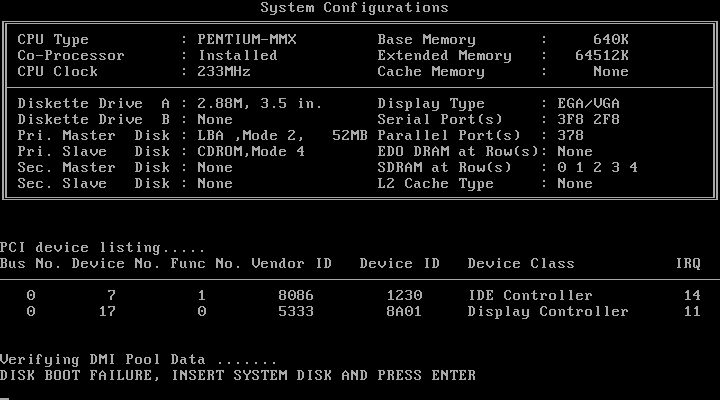 System Configurations
CPU Type : PENTIUM-MMX Base Memory : 640K
Co-Processor : Installed Extended Memory : 64512K
CPU Clock : 233MHz Cache Memory : None
Diskette Drive A : 2.88M, 3.5 in. Display Type : EGA/VGA
Diskette Drive B : None Serial Port(s) : 3F8 2F8
Pri. Master Disk : LBA ,Mode 2, 52MB Parallel Port(s) : 378
Pri. Slave Disk : CDROM,Mode 4 EDO DRAM at Row(s): None
Sec. Master Disk : None SDRAM at Row(s) : 0 1 2 3 4
Sec. Slave Disk : None L2 Cache Type : None
PCI device listing.....
Bus No. Device No. Func No. Vendor ID Device ID Device Class IRQ
0 7 1 8086 1230 IDE Controller 14
0 17 0 5333 8A01 Display Controller 11
Verifying DMI Pool Data .......
DISK BOOT FAILURE, INSERT SYSTEM DISK AND PRESS ENTER